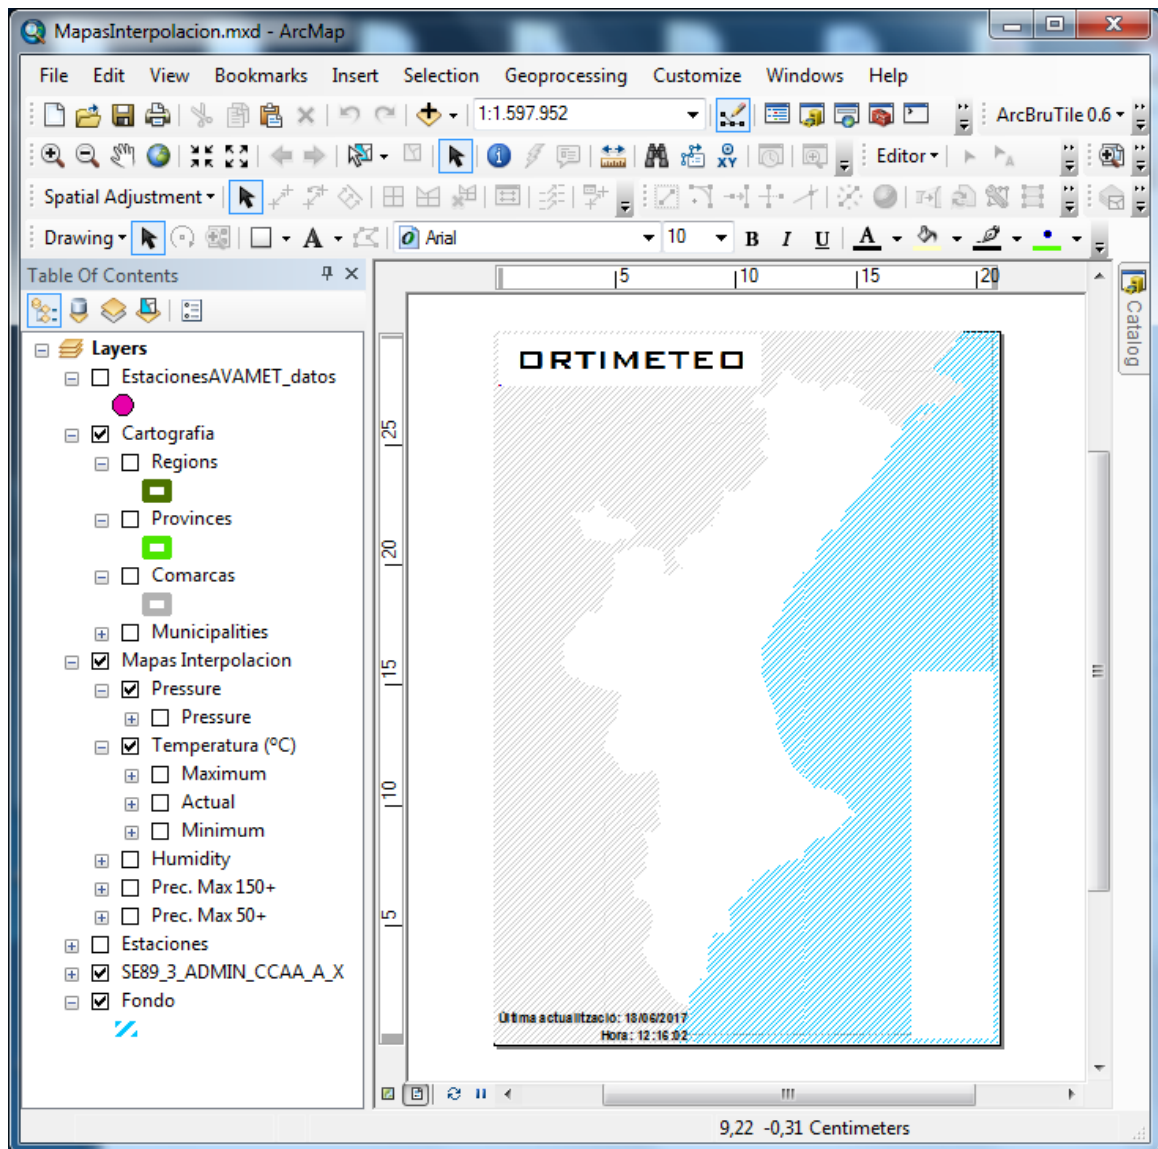 MapasInterpolacion.mxd - ArcMap
File Edit View Bookmarks Insert Selection Geoprocessing Customize Windows Help
1:1.597.952 ArcBruTile 0.6
XY Editor
Spatial Adjustment
Drawing A Arial 10 B I U A
Table Of Contents
5 10 15 20
Catalog
Layers
EstacionesAVAMET_datos
Cartografia
Regions
Provinces
Comarcas
Municipalities
Mapas Interpolacion
Pressure
Pressure
Temperatura (ºC)
Maximum
Actual
Minimum
Humidity
Prec. Max 150+
Prec. Max 50+
Estaciones
SE89_3_ADMIN_CCAA_A_X
Fondo
25
20
15
10
5
ORTIMETEO
Última actualització: 18/06/2017
Hora: 12:16:02
9,22 -0,31 Centimeters